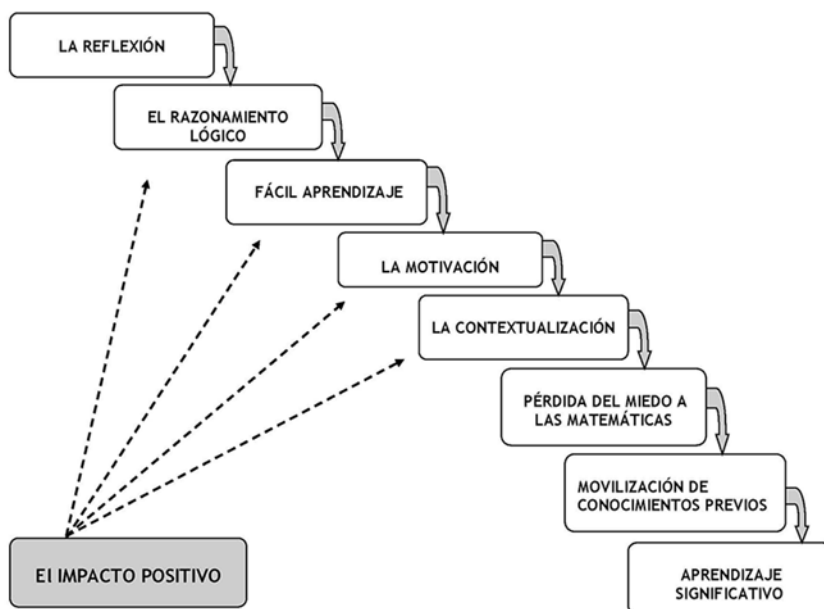 LA REFLEXIÓN
EL RAZONAMIENTO
LÓGICO
FÁCIL APRENDIZAJE
LA MOTIVACIÓN
LA CONTEXTUALIZACIÓN
PÉRDIDA DEL MIEDO A
LAS MATEMÁTICAS
MOVILIZACIÓN DE
CONOCIMIENTOS PREVIOS
El IMPACTO POSITIVO
APRENDIZAJE
SIGNIFICATIVO